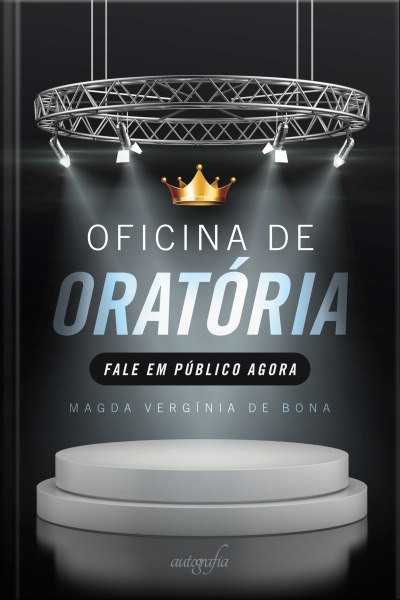 OFICINA DE
ORATÓRIA
FALE EM PÚBLICO AGORA
MAGDA VERGÍNIA DE BONA
autografia